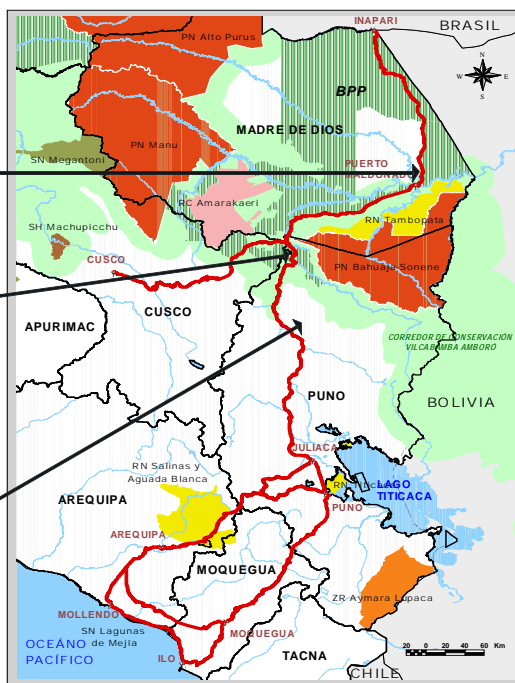 INAPARI
BRASIL
PN Alto Purus
N
W E
S
BPP
MADRE DE DIOS
PN Manu
SN Megantoni
PUERTO
MALDONADO
RC Amarakaeri
RN Tambopata
SH Machupicchu
CUSCO
PN Bahuaja Sonene
CUSCO
APURIMAC
CORREDOR DE CONSERVACIÓN
VILCABAMBA AMBORÓ
PUNO
BOLIVIA
JULIACA
RN Salinas y
Aguada Blanca
LAGO
TITICACA
RN Titicaca
AREQUIPA
PUNO
AREQUIPA
MOQUEGUA
ZR Aymara Lupaca
MOLLENDO
SN Lagunas
de Mejía
MOQUEGUA
OCEÁNO
PACÍFICO
ILO
TACNA
20 0 20 40 60 Km
CHILE